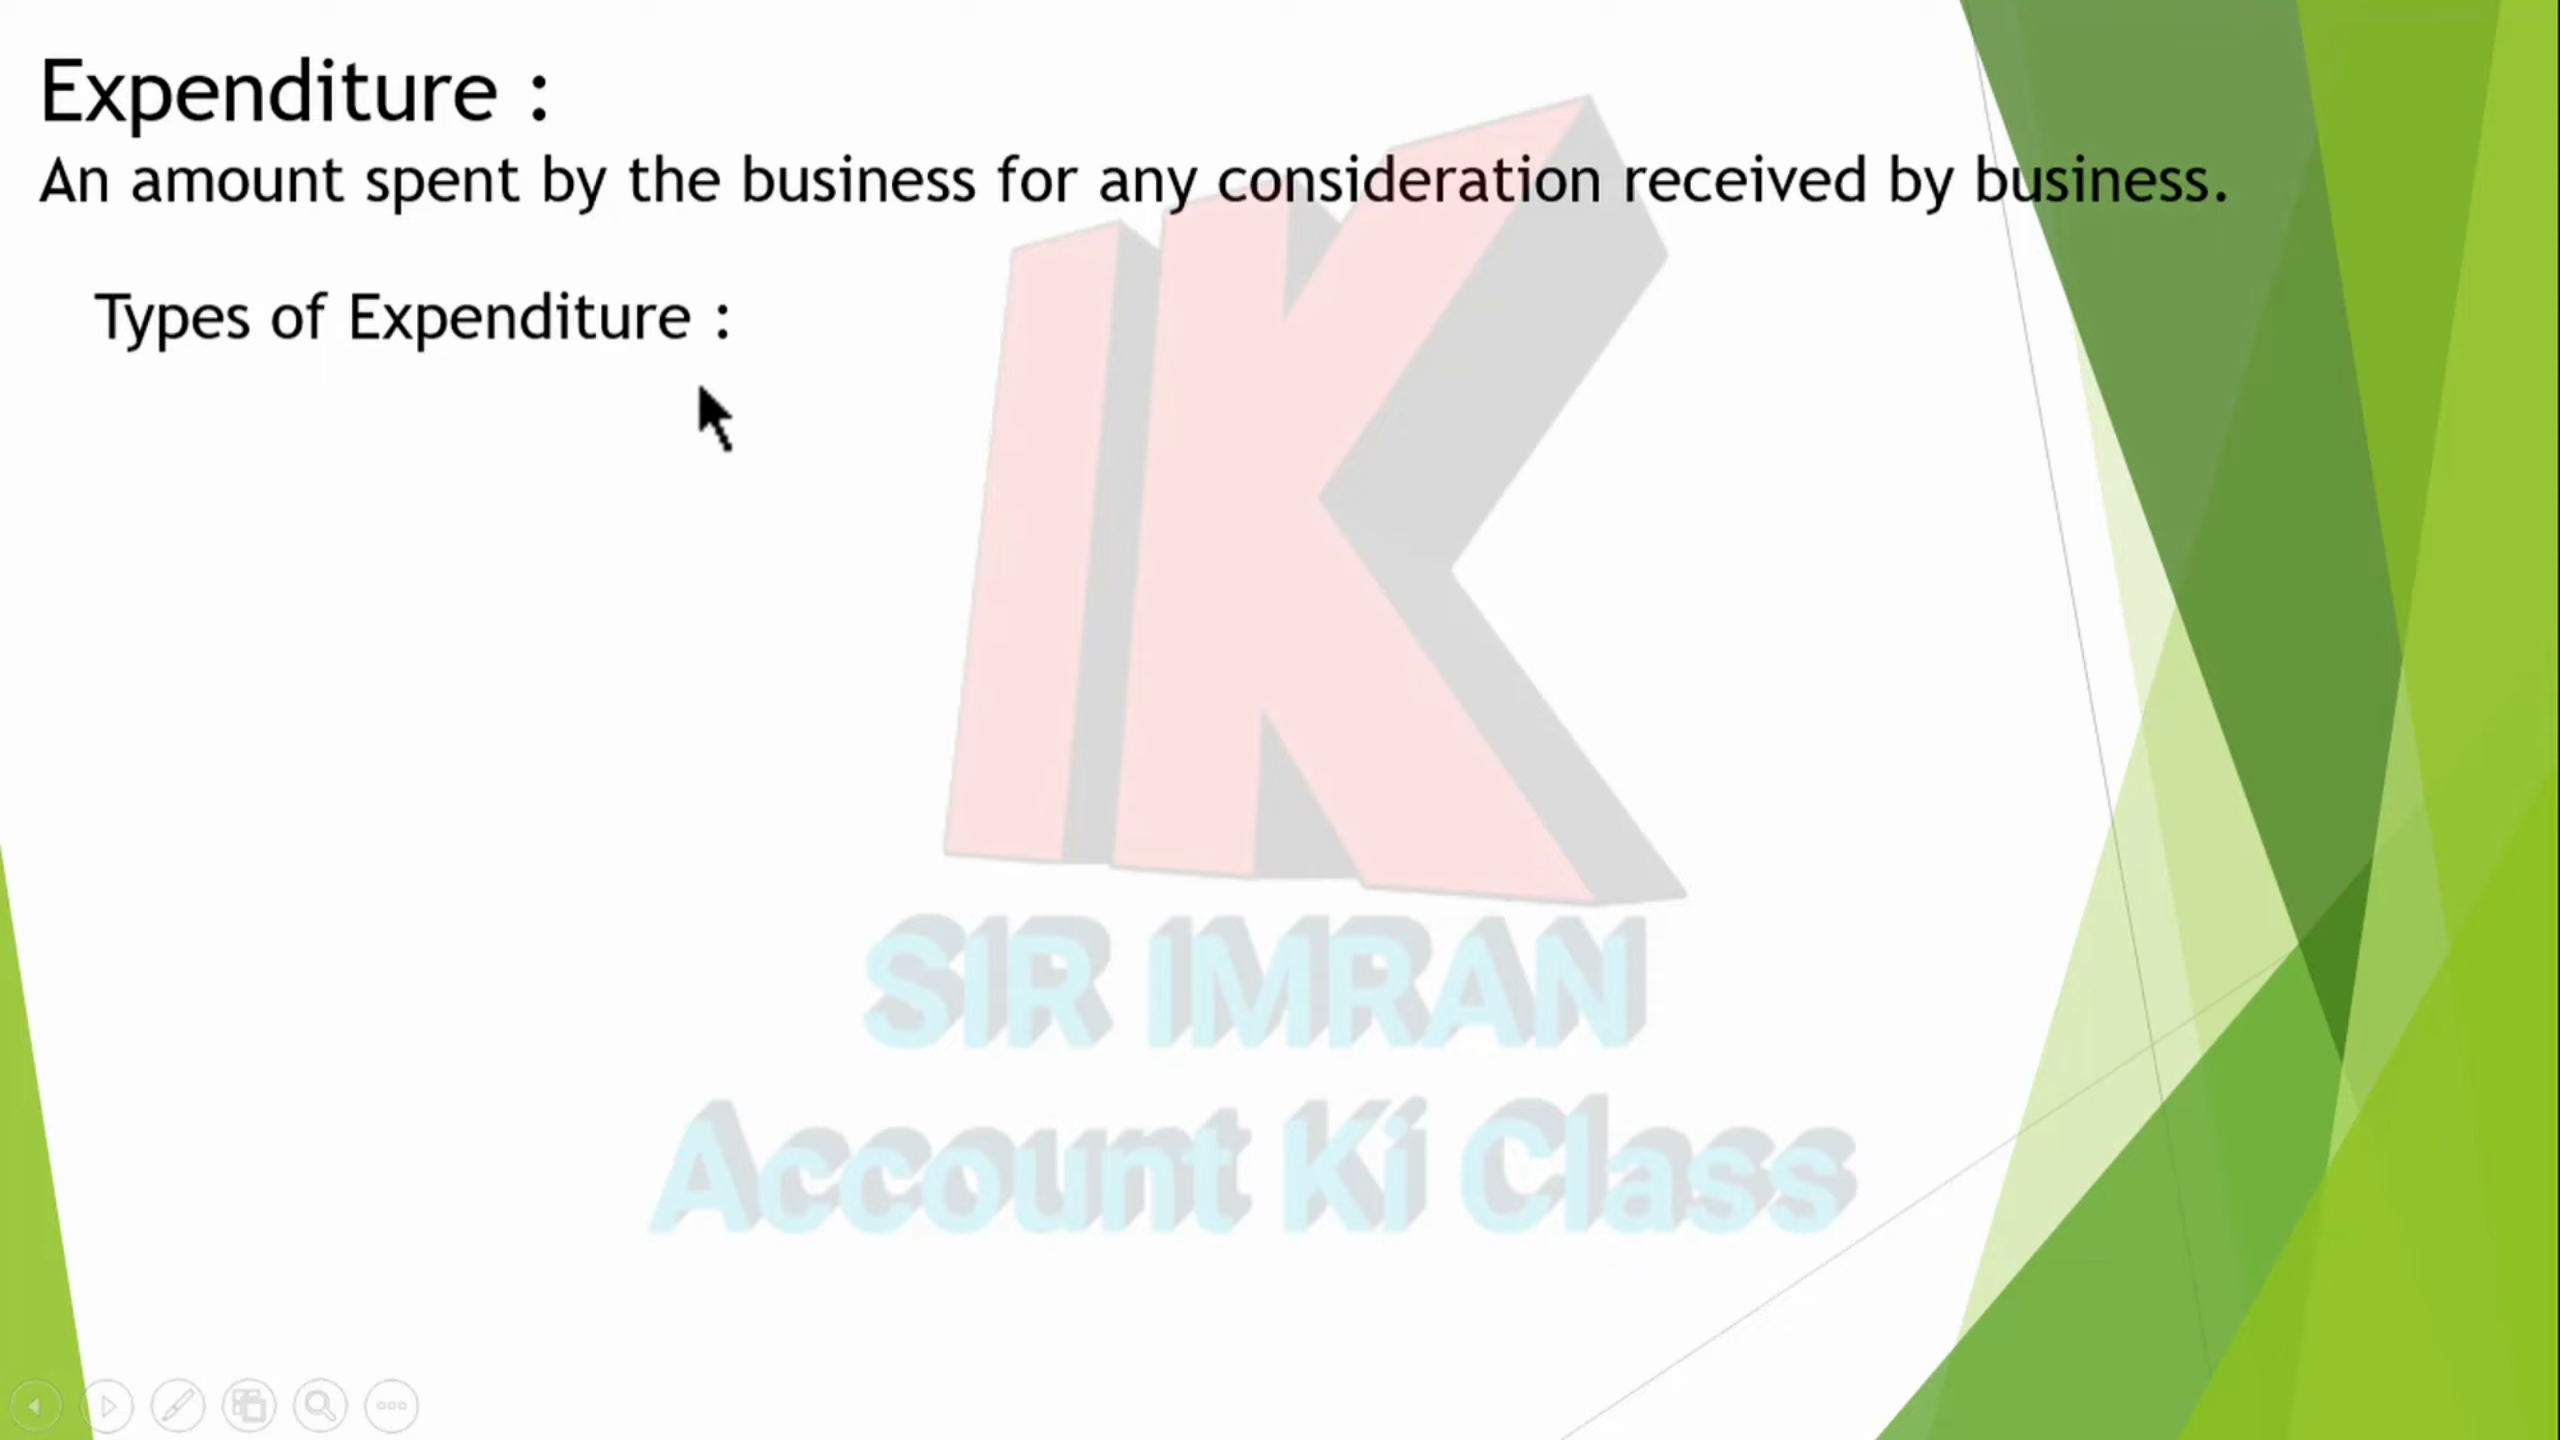 Expenditure :
An amount spent by the business for any consideration received by business.
Types of Expenditure :
IK
SIR IMRAN
Account Ki Class